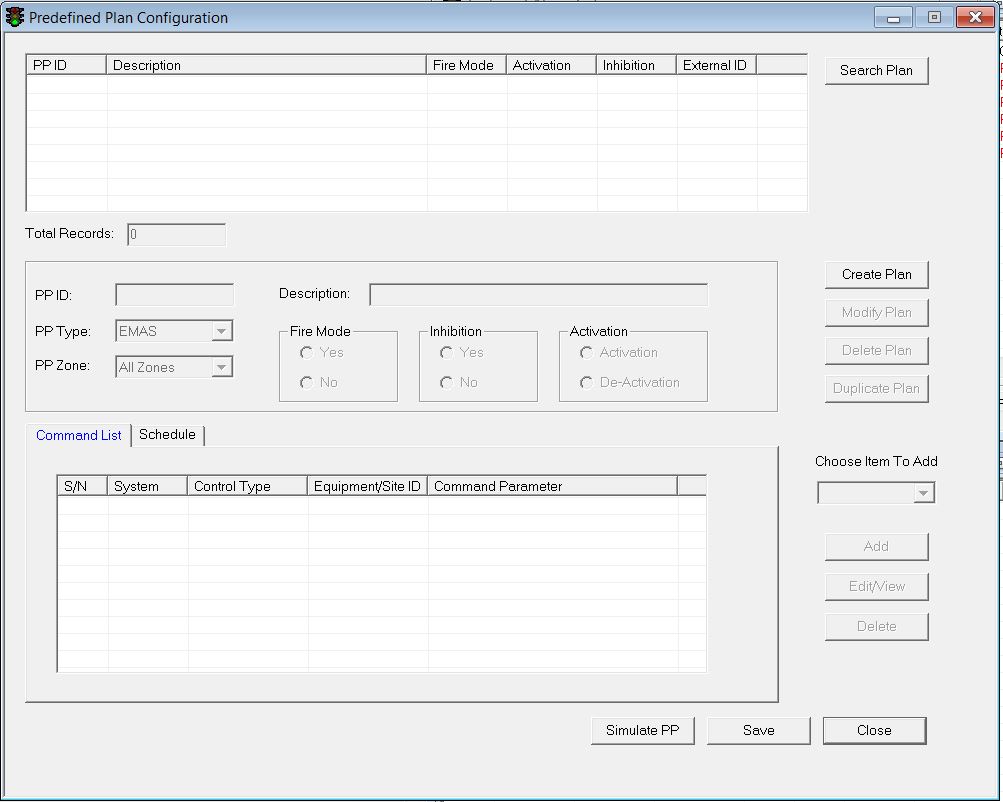 Predefined Plan Configuration
PP ID Description Fire Mode Activation Inhibition External ID
Search Plan
Total Records: 0
Create Plan
PP ID: Description:
Modify Plan
PP Type: EMAS Fire Mode Inhibition Activation
Yes Yes Activation
Delete Plan
PP Zone: All Zones
No No De-Activation
Duplicate Plan
Command List Schedule
Choose Item To Add
S/N System Control Type Equipment/Site ID Command Parameter
Add
Edit/View
Delete
Simulate PP Save Close